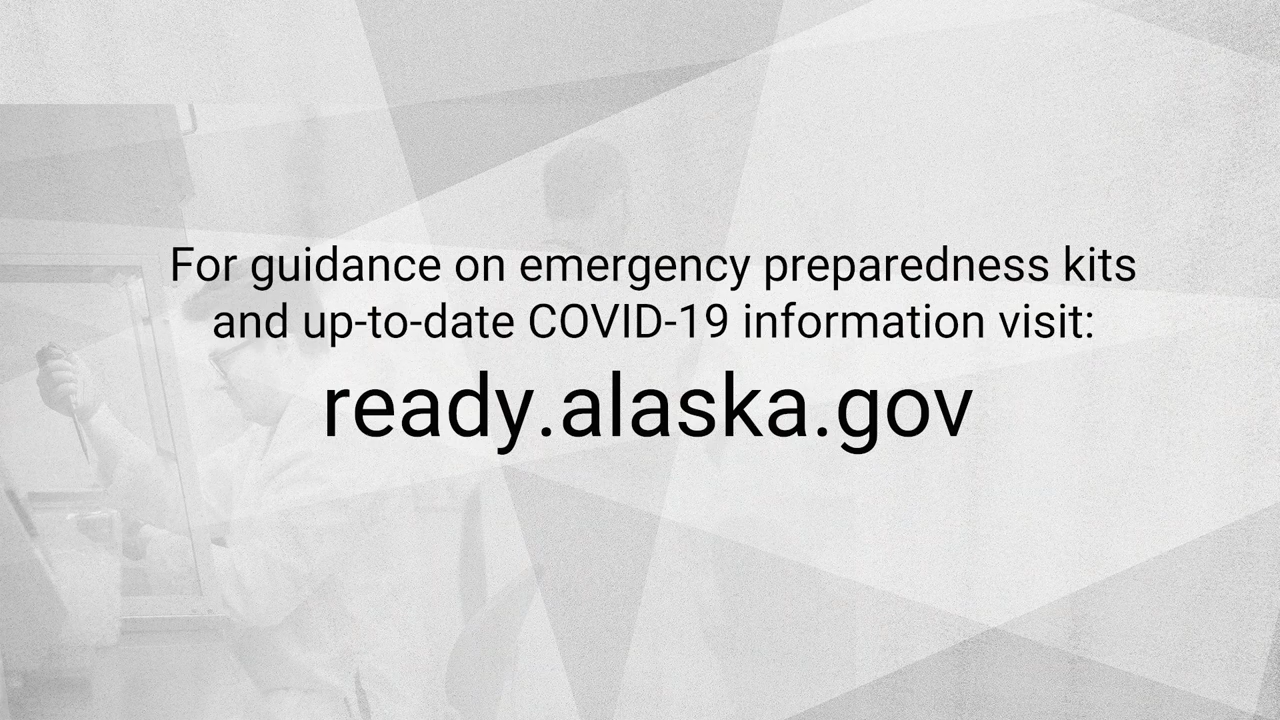 For guidance on emergency preparedness kits
and up-to-date COVID-19 information visit:
ready.alaska.gov